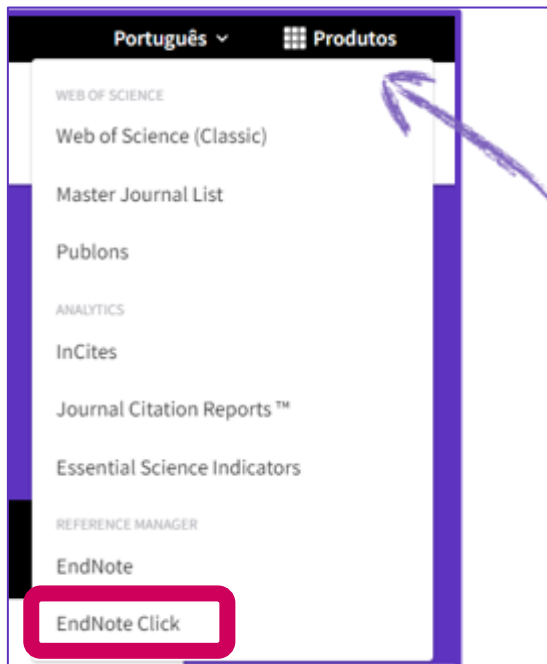 Português Produtos
WEB OF SCIENCE
Web of Science (Classic)
Master Journal List
Publons
ANALYTICS
InCites
Journal Citation Reports ™
Essential Science Indicators
REFERENCE MANAGER
EndNote
EndNote Click